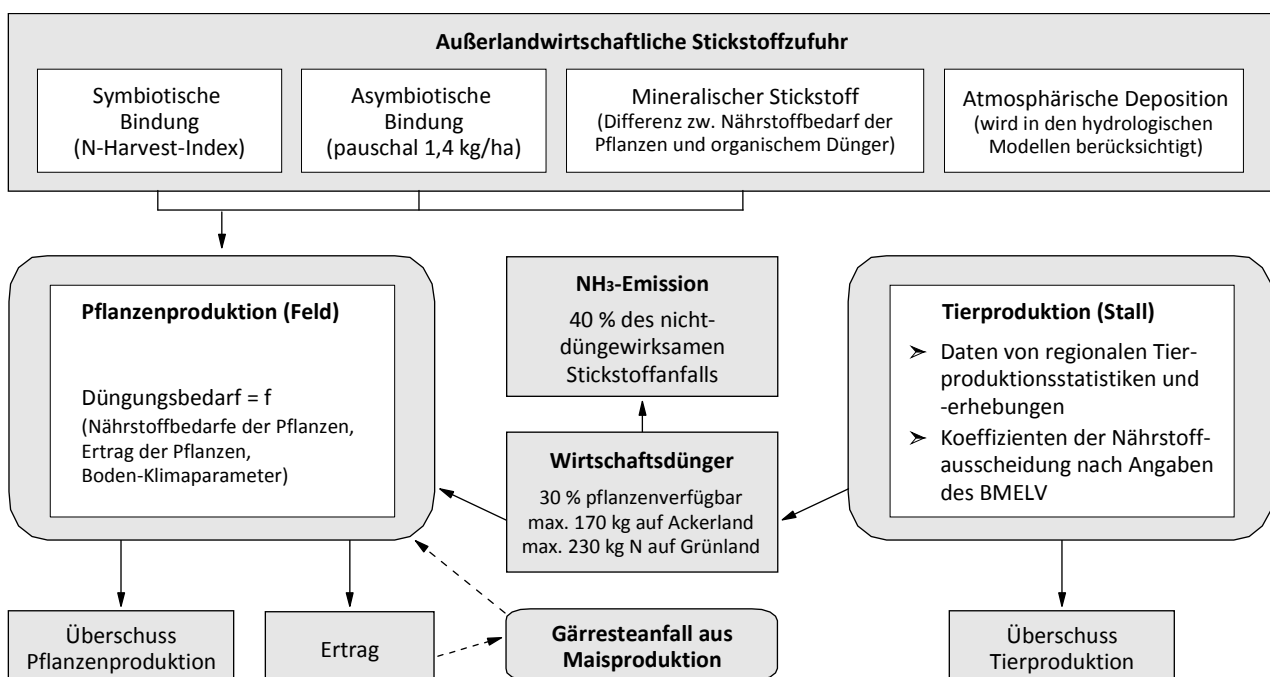 Außerlandwirtschaftliche Stickstoffzufuhr
Symbiotische
Bindung
(N-Harvest-Index)
Asymbiotische
Bindung
(pauschal 1,4 kg/ha)
Mineralischer Stickstoff
(Differenz zw. Nährstoffbedarf der
Pflanzen und organischem Dünger)
Atmosphärische Deposition
(wird in den hydrologischen
Modellen berücksichtigt)
Pflanzenproduktion (Feld)
Düngungsbedarf = f
(Nährstoffbedarfe der Pflanzen,
Ertrag der Pflanzen,
Boden-Klimaparameter)
NH₃-Emission
40 % des nicht-
düngewirksamen
Stickstoffanfalls
Wirtschaftsdünger
30 % pflanzenverfügbar
max. 170 kg auf Ackerland
max. 230 kg N auf Grünland
Tierproduktion (Stall)
➢ Daten von regionalen Tier-
produktionsstatistiken und
-erhebungen
➢ Koeffizienten der Nährstoff-
ausscheidung nach Angaben
des BMELV
Überschuss
Pflanzenproduktion
Ertrag
Gärresteanfall aus
Maisproduktion
Überschuss
Tierproduktion